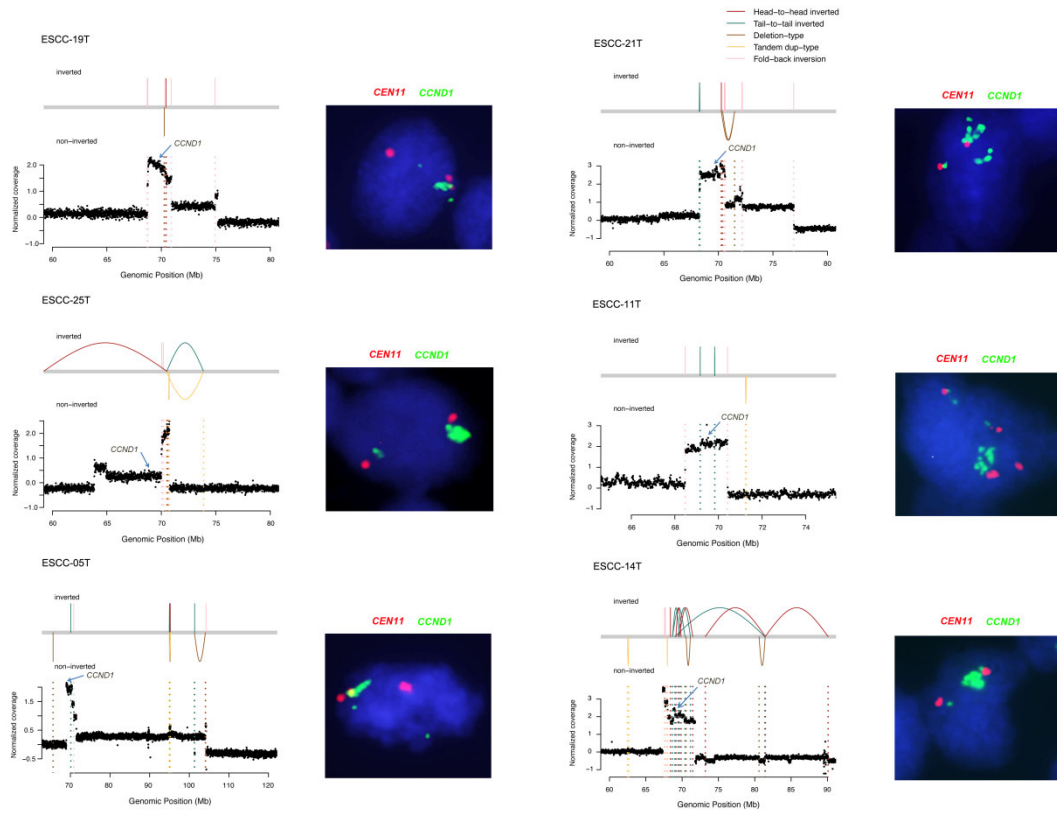 Head-to-head inverted
Tail-to-tail inverted
Deletion-type
Tandem dup-type
Fold-back inversion
ESCC-19T
inverted
non-inverted
CCND1
Normalized coverage
2.0
1.0
0.0
-1.0
60 65 70 75 80
Genomic Position (Mb)
CEN11 CCND1
ESCC-21T
inverted
non-inverted
CCND1
Normalized coverage
3
2
1
0
-1
60 65 70 75 80
Genomic Position (Mb)
CEN11 CCND1
ESCC-25T
inverted
non-inverted
CCND1
Normalized coverage
2.0
1.0
0.0
-1.0
60 65 70 75 80
Genomic Position (Mb)
CEN11 CCND1
ESCC-11T
inverted
non-inverted
CCND1
Normalized coverage
3
2
1
0
-1
66 68 70 72 74
Genomic Position (Mb)
CEN11 CCND1
ESCC-05T
inverted
non-inverted
CCND1
Normalized coverage
1.5
0.5
-0.5
70 80 90 100 110 120
Genomic Position (Mb)
CEN11 CCND1
ESCC-14T
inverted
non-inverted
CCND1
Normalized coverage
3
2
1
0
-1
60 65 70 75 80 85 90
Genomic Position (Mb)
CEN11 CCND1